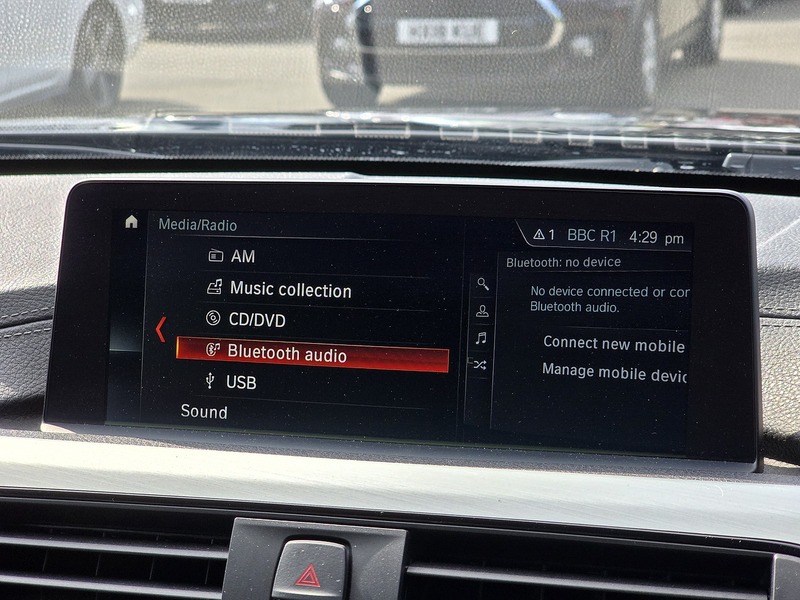 Media/Radio
1 BBC R1 4:29 pm
AM
Music collection
CD/DVD
Bluetooth audio
USB
Sound
Bluetooth: no device
No device connected or cor
Bluetooth audio.
Connect new mobile
Manage mobile devic